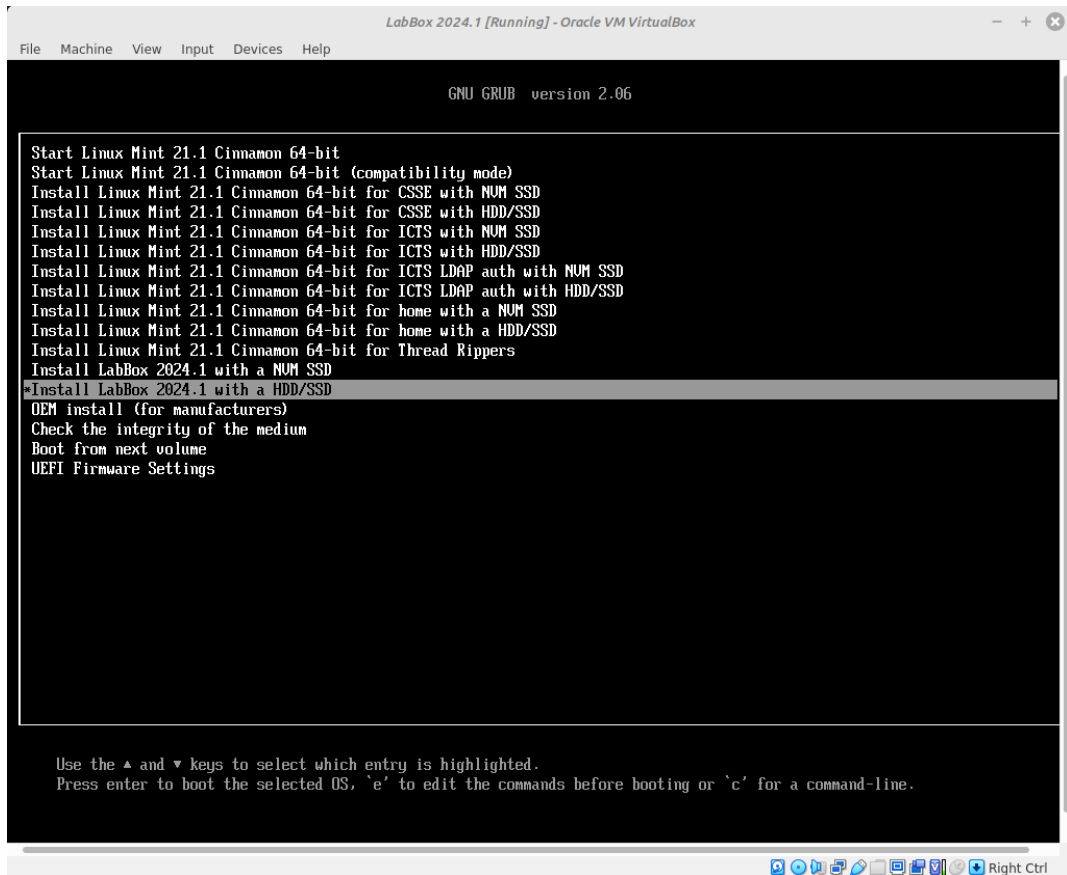 LabBox 2024.1 [Running] - Oracle VM VirtualBox
File Machine View Input Devices Help
GNU GRUB version 2.06
Start Linux Mint 21.1 Cinnamon 64-bit
Start Linux Mint 21.1 Cinnamon 64-bit (compatibility mode)
Install Linux Mint 21.1 Cinnamon 64-bit for CSSE with NVM SSD
Install Linux Mint 21.1 Cinnamon 64-bit for CSSE with HDD/SSD
Install Linux Mint 21.1 Cinnamon 64-bit for ICTS with NVM SSD
Install Linux Mint 21.1 Cinnamon 64-bit for ICTS with HDD/SSD
Install Linux Mint 21.1 Cinnamon 64-bit for ICTS LDAP auth with NVM SSD
Install Linux Mint 21.1 Cinnamon 64-bit for ICTS LDAP auth with HDD/SSD
Install Linux Mint 21.1 Cinnamon 64-bit for home with a NVM SSD
Install Linux Mint 21.1 Cinnamon 64-bit for home with a HDD/SSD
Install Linux Mint 21.1 Cinnamon 64-bit for Thread Rippers
Install LabBox 2024.1 with a NVM SSD
*Install LabBox 2024.1 with a HDD/SSD
OEM install (for manufacturers)
Check the integrity of the medium
Boot from next volume
UEFI Firmware Settings
Use the ▲ and ▼ keys to select which entry is highlighted.
Press enter to boot the selected OS, `e' to edit the commands before booting or `c' for a command-line.
Right Ctrl